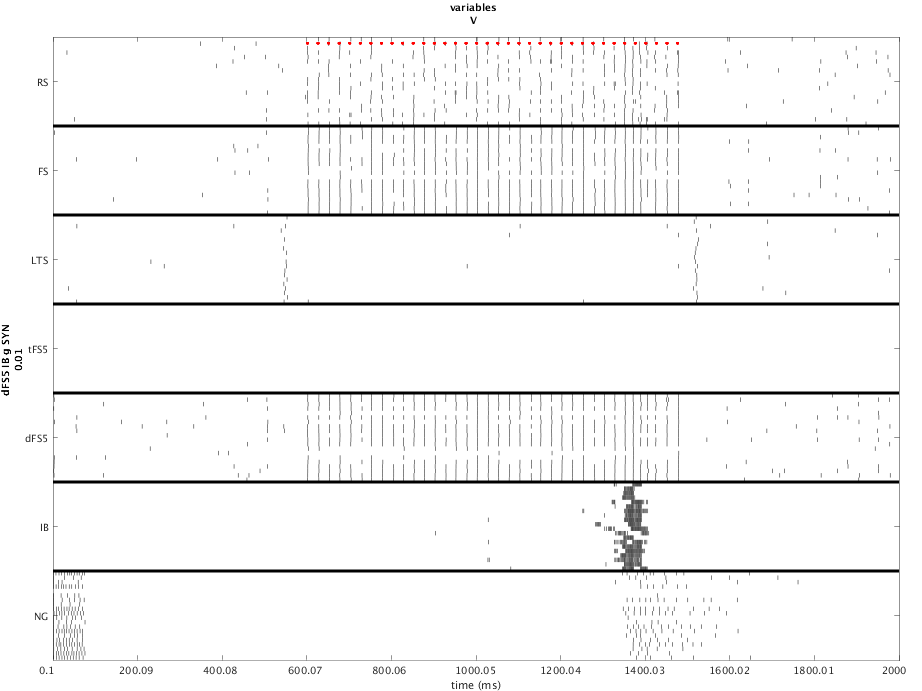 variables
V
RS
FS
LTS
tFS5
dFS5
IB
NG
dFS5 IB g SYN
0.01
0.1 200.09 400.08 600.07 800.06 1000.05 1200.04 1400.03 1600.02 1800.01 2000
time (ms)